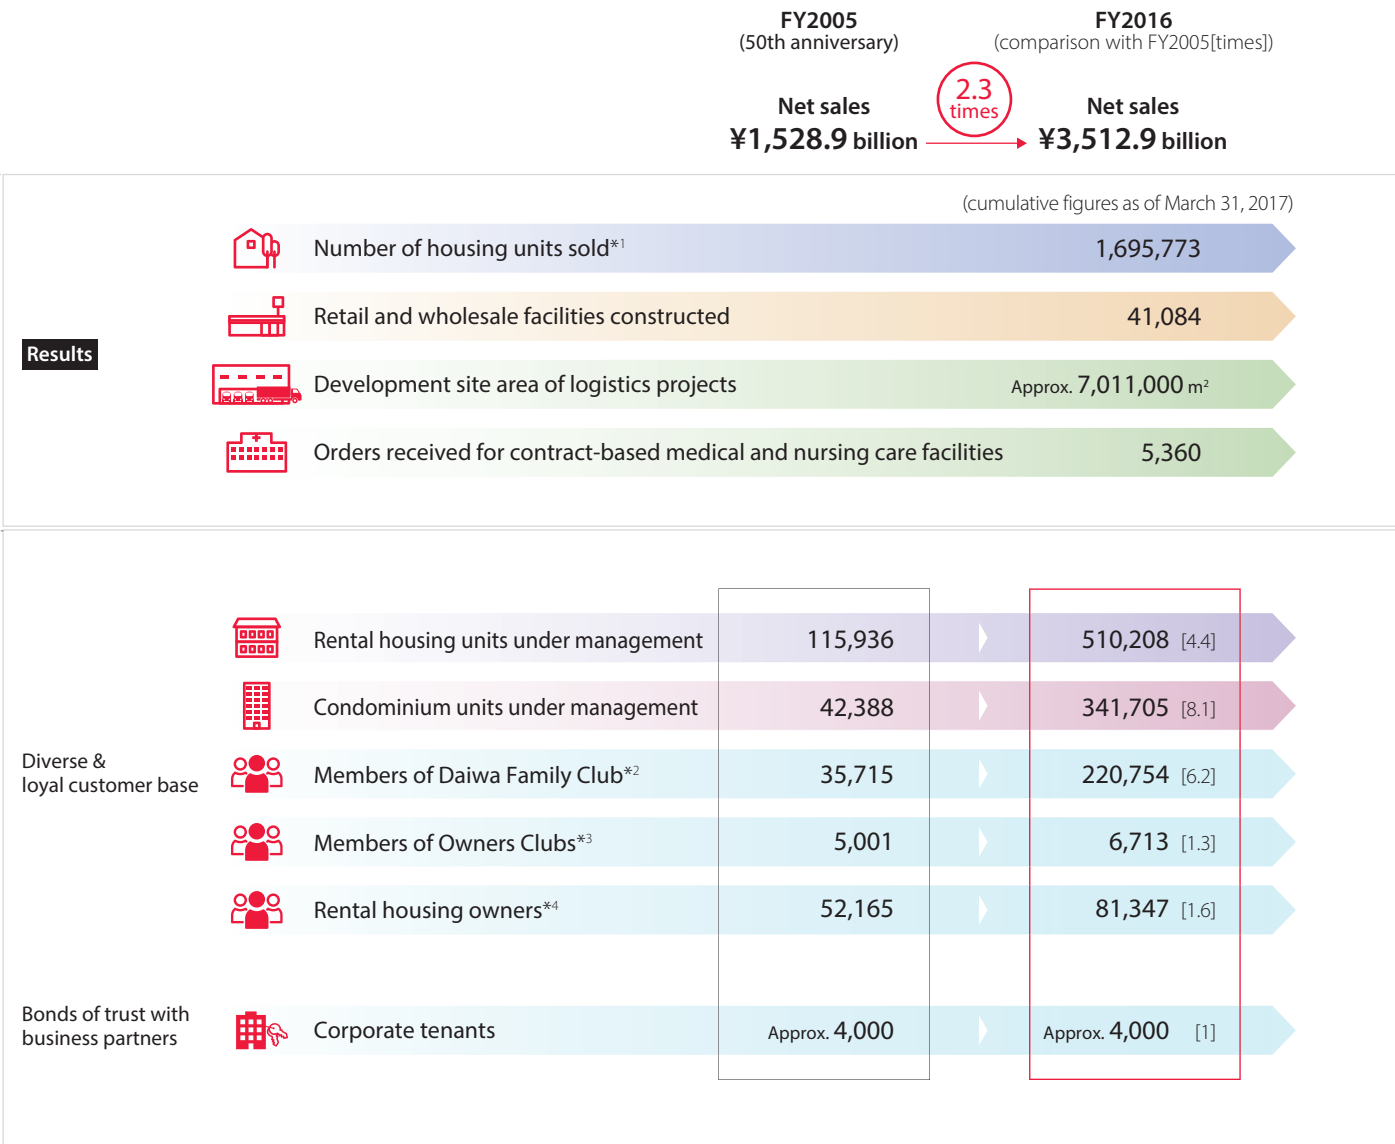 FY2005
(50th anniversary)
FY2016
(comparison with FY2005[times])
Net sales
¥1,528.9 billion
2.3
times
Net sales
¥3,512.9 billion
(cumulative figures as of March 31, 2017)
Results
Number of housing units sold*1 1,695,773
Retail and wholesale facilities constructed 41,084
Development site area of logistics projects Approx. 7,011,000 m²
Orders received for contract-based medical and nursing care facilities 5,360
Diverse &
loyal customer base
Rental housing units under management 115,936 510,208 [4.4]
Condominium units under management 42,388 341,705 [8.1]
Members of Daiwa Family Club*2 35,715 220,754 [6.2]
Members of Owners Clubs*3 5,001 6,713 [1.3]
Rental housing owners*4 52,165 81,347 [1.6]
Bonds of trust with
business partners
Corporate tenants Approx. 4,000 Approx. 4,000 [1]